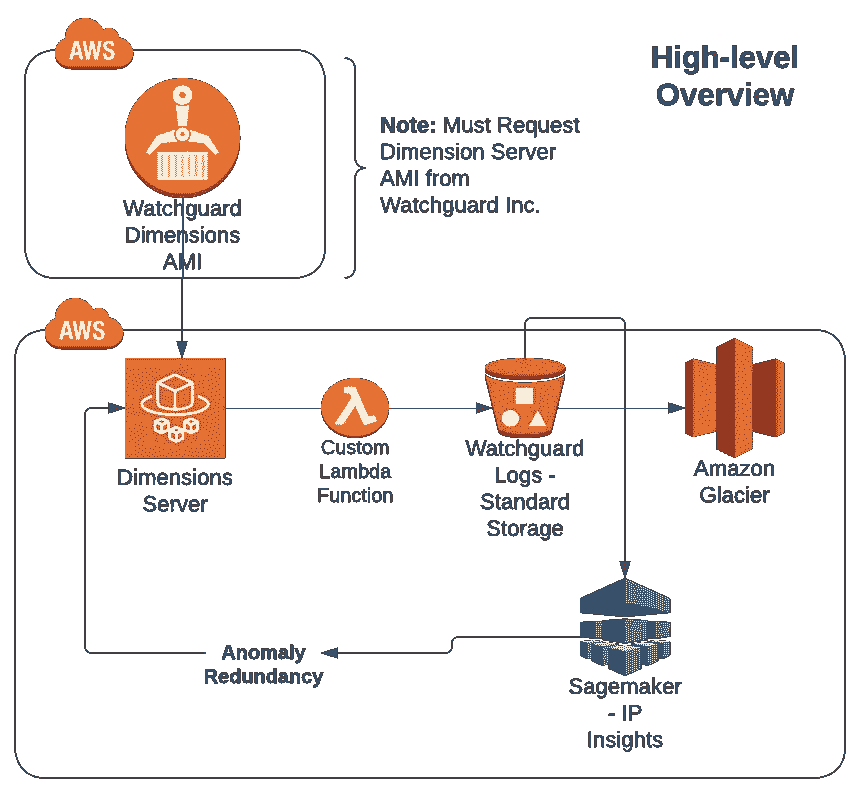 AWS
High-level
Overview
Note: Must Request
Dimension Server
AMI from
Watchguard Inc.
Watchguard
Dimensions
AMI
AWS
Dimensions
Server
Custom
Lambda
Function
Watchguard
Logs -
Standard
Storage
Amazon
Glacier
Anomaly
Redundancy
Sagemaker
- IP
Insights